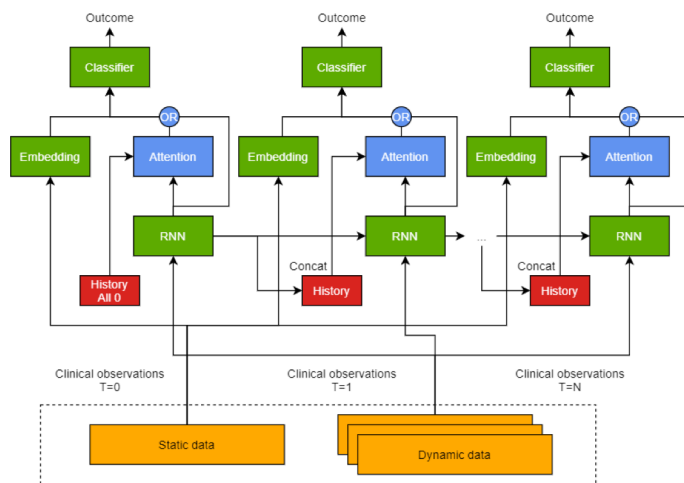 Outcome
Outcome
Outcome
Classifier
Classifier
Classifier
OR
OR
OR
Embedding
Attention
Embedding
Attention
Embedding
Attention
RNN
RNN
...
RNN
Concat
Concat
History
All 0
History
History
Clinical observations
T=0
Clinical observations
T=1
Clinical observations
T=N
Static data
Dynamic data